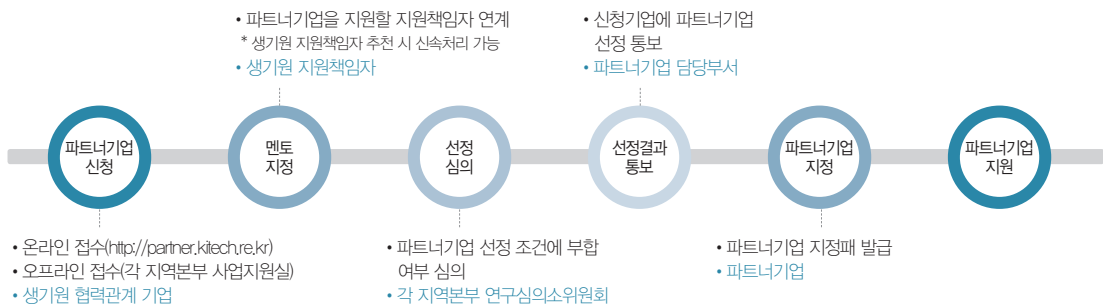 • 파트너기업을 지원할 지원책임자 연계
* 생기원 지원책임자 추천 시 신속처리 가능
• 생기원 지원책임자
• 신청기업에 파트너기업
선정 통보
• 파트너기업 담당부서
파트너기업
신청
멘토
지정
선정
심의
선정결과
통보
파트너기업
지정
파트너기업
지원
• 온라인 접수(http://partner.kitech.re.kr)
• 오프라인 접수(각 지역본부 사업지원실)
• 생기원 협력관계 기업
• 파트너기업 선정 조건에 부합
여부 심의
• 각 지역본부 연구심의소위원회
• 파트너기업 지정패 발급
• 파트너기업